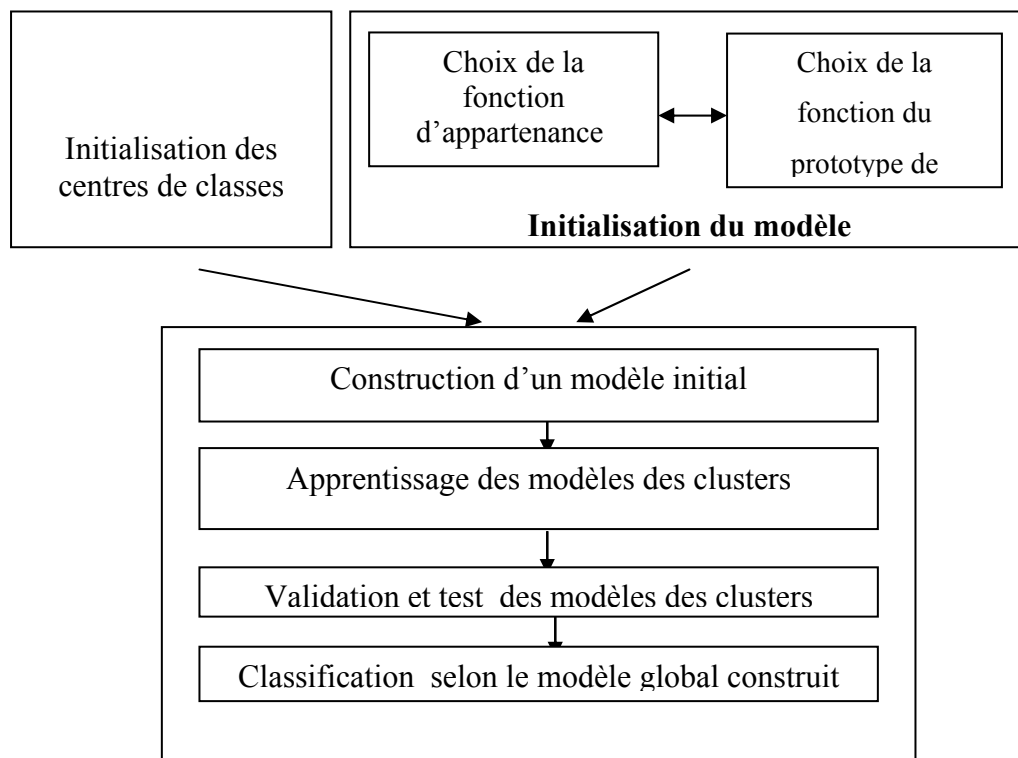 Initialisation des
centres de classes
Choix de la
fonction
d’appartenance
Choix de la
fonction du
prototype de
Initialisation du modèle
Construction d’un modèle initial
Apprentissage des modèles des clusters
Validation et test des modèles des clusters
Classification selon le modèle global construit